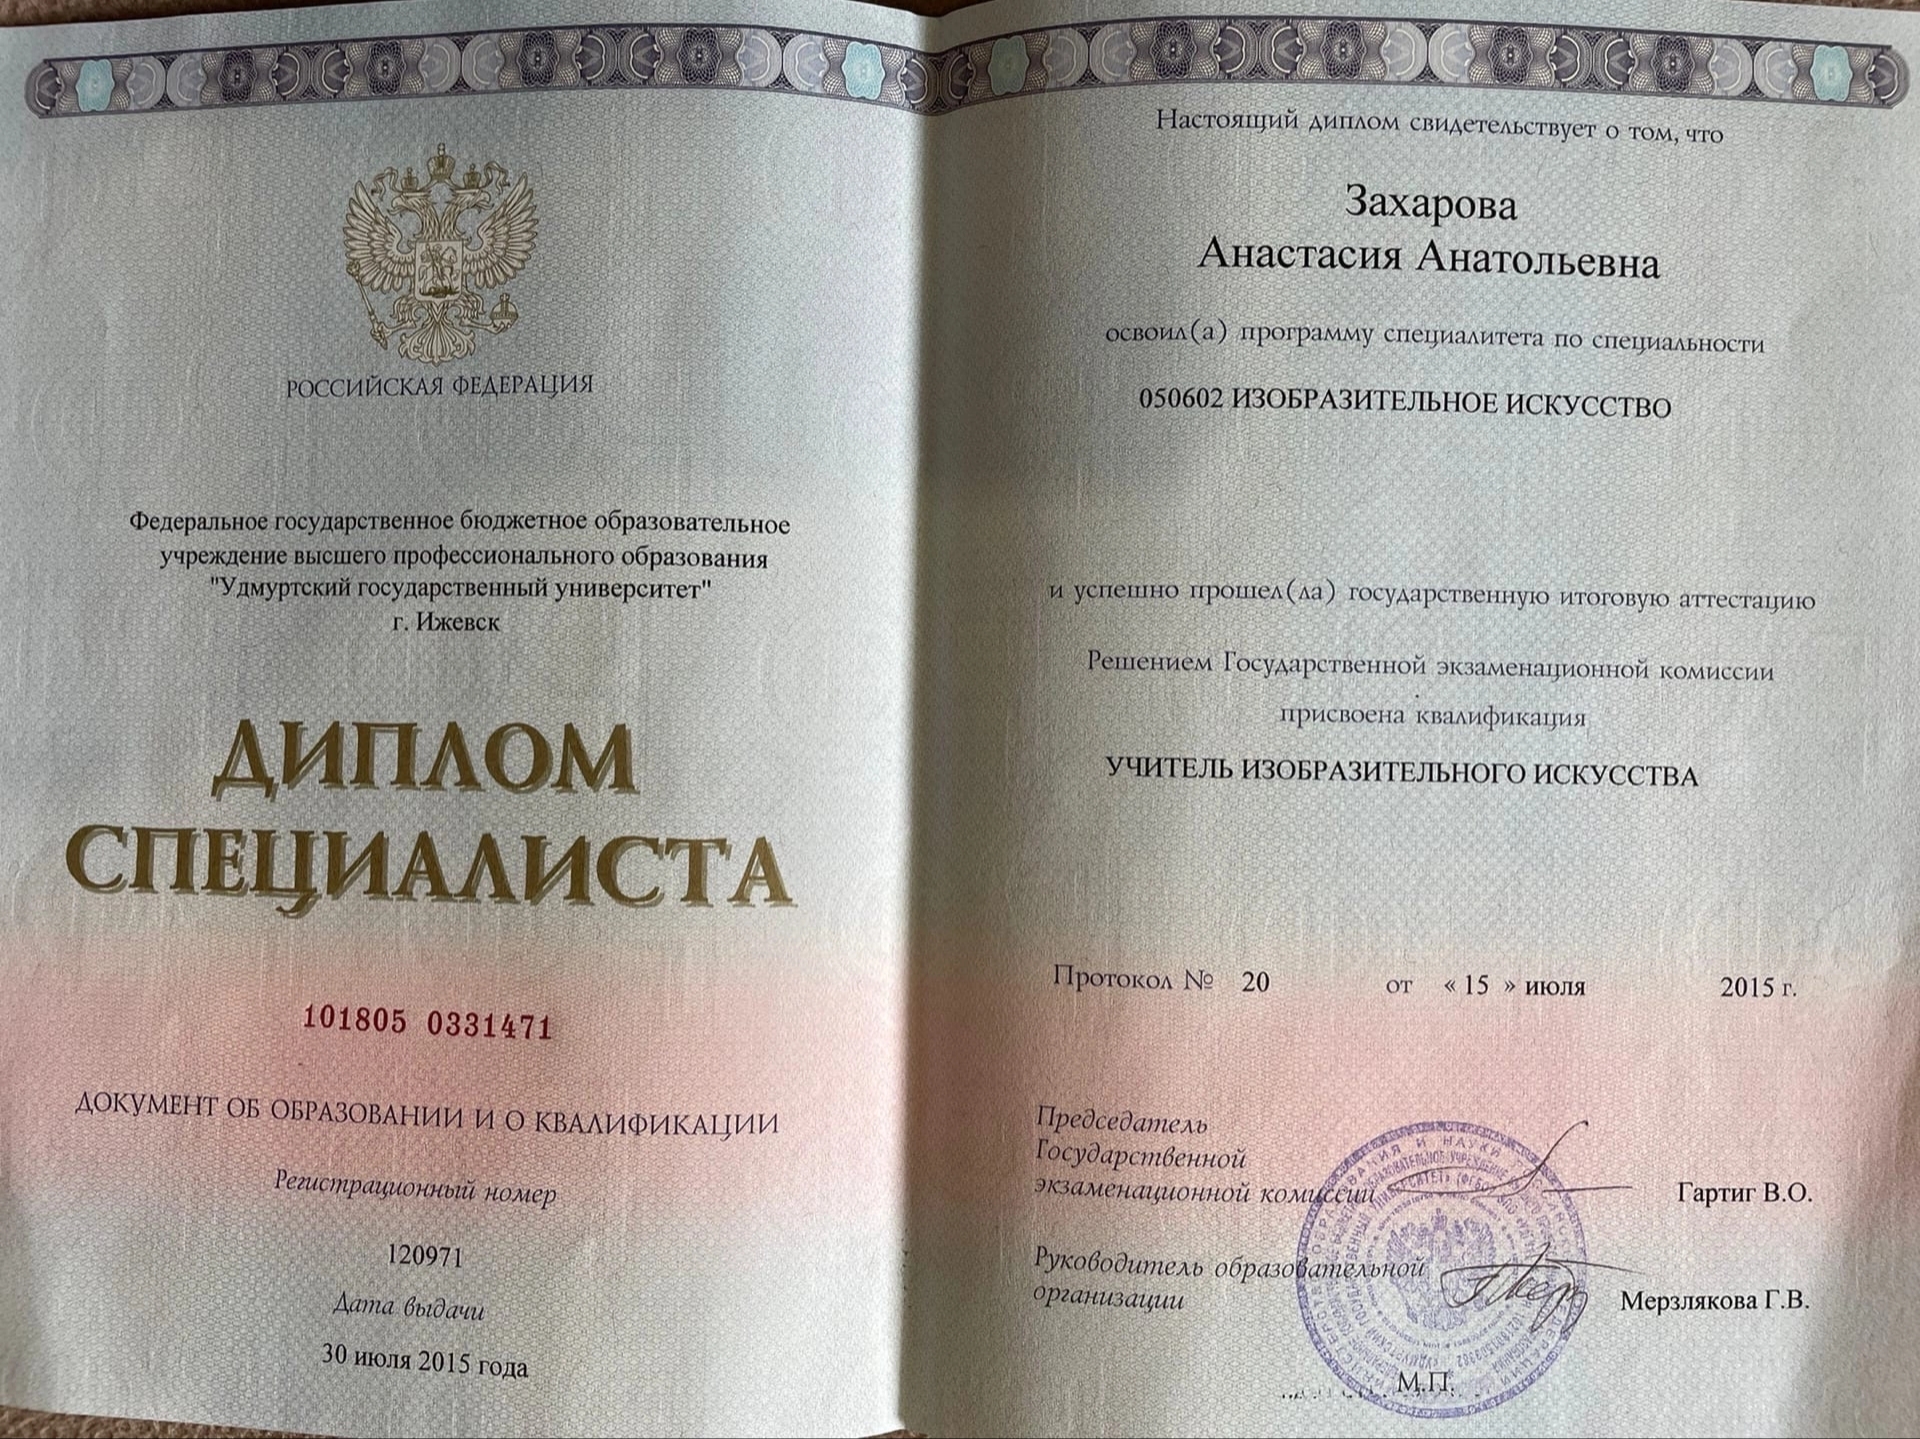 РОССИЙСКАЯ ФЕДЕРАЦИЯ
Федеральное государственное бюджетное образовательное
учреждение высшего профессионального образования
"Удмуртский государственный университет"
г. Ижевск
ДИПЛОМ
СПЕЦИАЛИСТА
101805 0331471
ДОКУМЕНТ ОБ ОБРАЗОВАНИИ И О КВАЛИФИКАЦИИ
Регистрационный номер
120971
Дата выдачи
30 июля 2015 года
Настоящий диплом свидетельствует о том, что
Захарова
Анастасия Анатольевна
освоил(а) программу специалитета по специальности
050602 ИЗОБРАЗИТЕЛЬНОЕ ИСКУССТВО
и успешно прошел(ла) государственную итоговую аттестацию
Решением Государственной экзаменационной комиссии
присвоена квалификация
УЧИТЕЛЬ ИЗОБРАЗИТЕЛЬНОГО ИСКУССТВА
Протокол № 20 от « 15 » июля 2015 г.
Председатель
Государственной
экзаменационной комиссии Гартиг В.О.
Руководитель образовательной
организации Мерзлякова Г.В.
М.П.